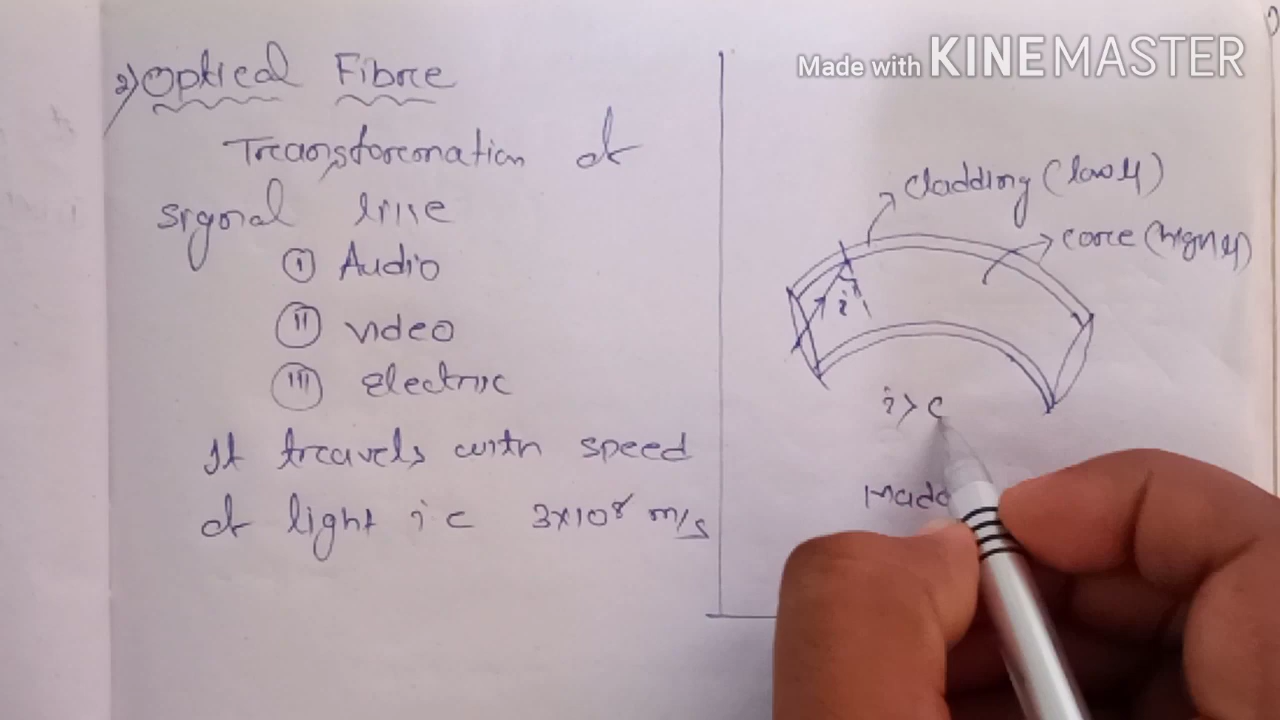 2) Optical Fibre
Transformation of
signal like
(i) Audio
(ii) video
(iii) Electric
It travels with speed
of light i e 3x10⁸ m/s
Made with KINEMASTER
cladding (low μ)
core (high μ)
i
i > c
Made